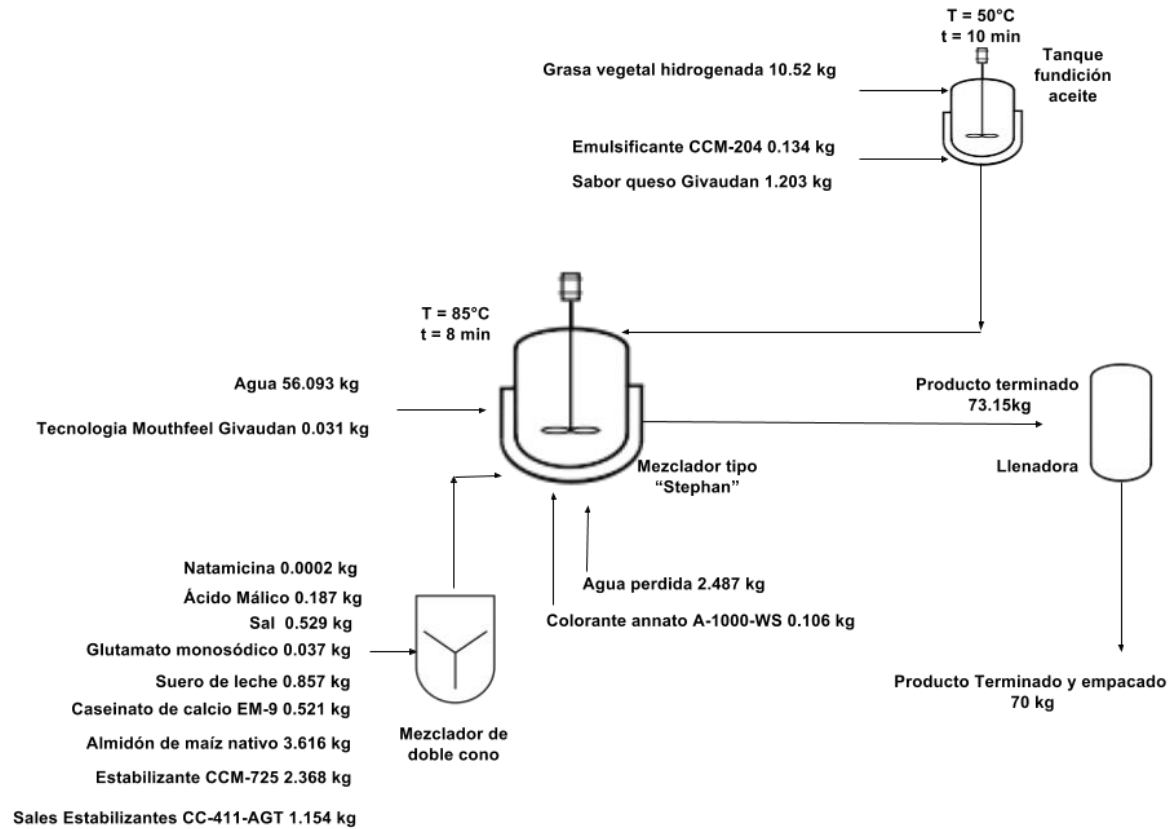 T = 50°C
t = 10 min
Tanque
fundición
aceite
Grasa vegetal hidrogenada 10.52 kg
Emulsificante CCM-204 0.134 kg
Sabor queso Givaudan 1.203 kg
T = 85°C
t = 8 min
Agua 56.093 kg
Tecnologia Mouthfeel Givaudan 0.031 kg
Mezclador tipo
“Stephan”
Producto terminado
73.15kg
Llenadora
Natamicina 0.0002 kg
Ácido Málico 0.187 kg
Sal 0.529 kg
Glutamato monosódico 0.037 kg
Suero de leche 0.857 kg
Caseinato de calcio EM-9 0.521 kg
Almidón de maíz nativo 3.616 kg
Estabilizante CCM-725 2.368 kg
Sales Estabilizantes CC-411-AGT 1.154 kg
Mezclador de
doble cono
Agua perdida 2.487 kg
Colorante annato A-1000-WS 0.106 kg
Producto Terminado y empacado
70 kg